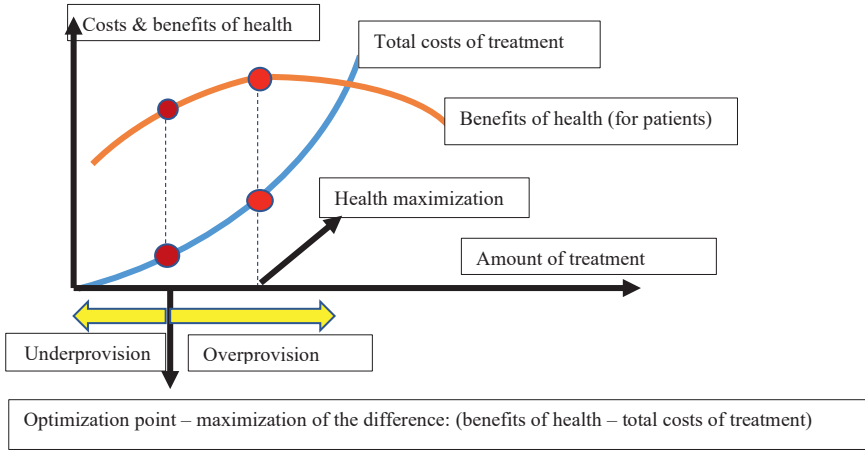 Costs & benefits of health
Total costs of treatment
Benefits of health (for patients)
Health maximization
Amount of treatment
Underprovision
Overprovision
Optimization point – maximization of the difference: (benefits of health – total costs of treatment)